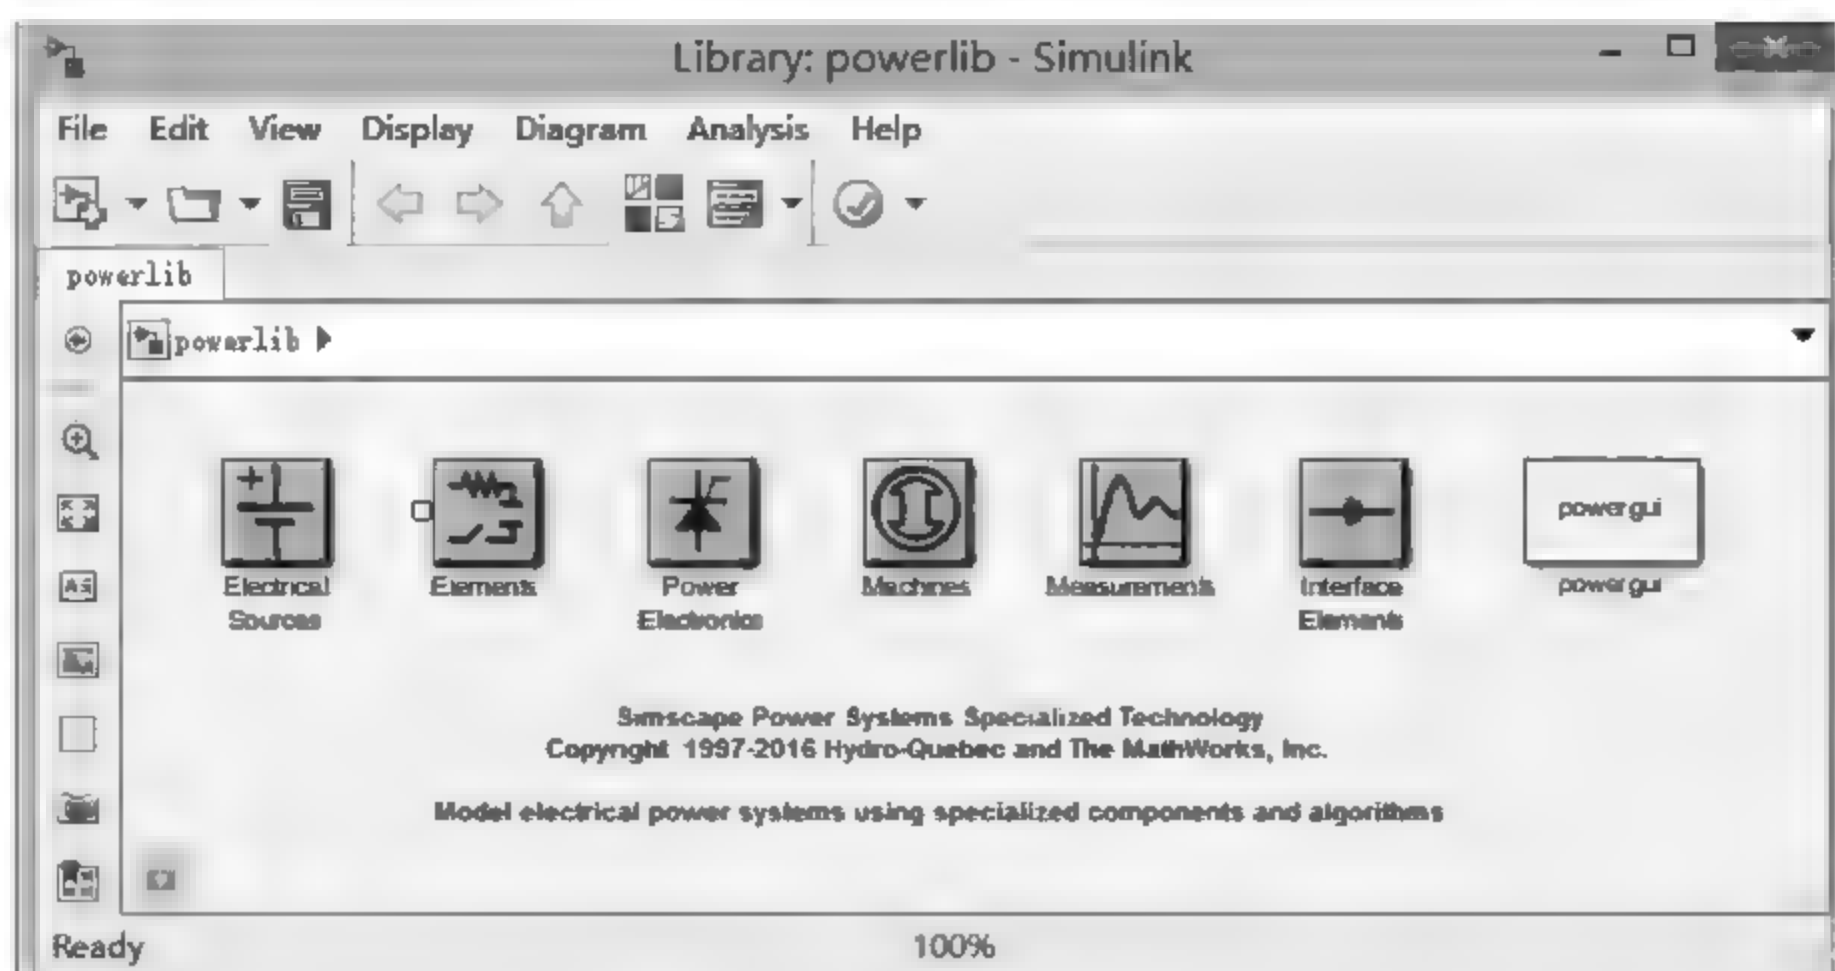 Library: powerlib - Simulink
File Edit View Display Diagram Analysis Help
powerlib
powerlib
powergui
Electrical Sources
Elements
Power Electronics
Machines
Measurements
Interface Elements
powergui
Simscape Power Systems Specialized Technology
Copyright 1997-2016 Hydro-Quebec and The MathWorks, Inc.
Model electrical power systems using specialized components and algorithms
Ready 100%